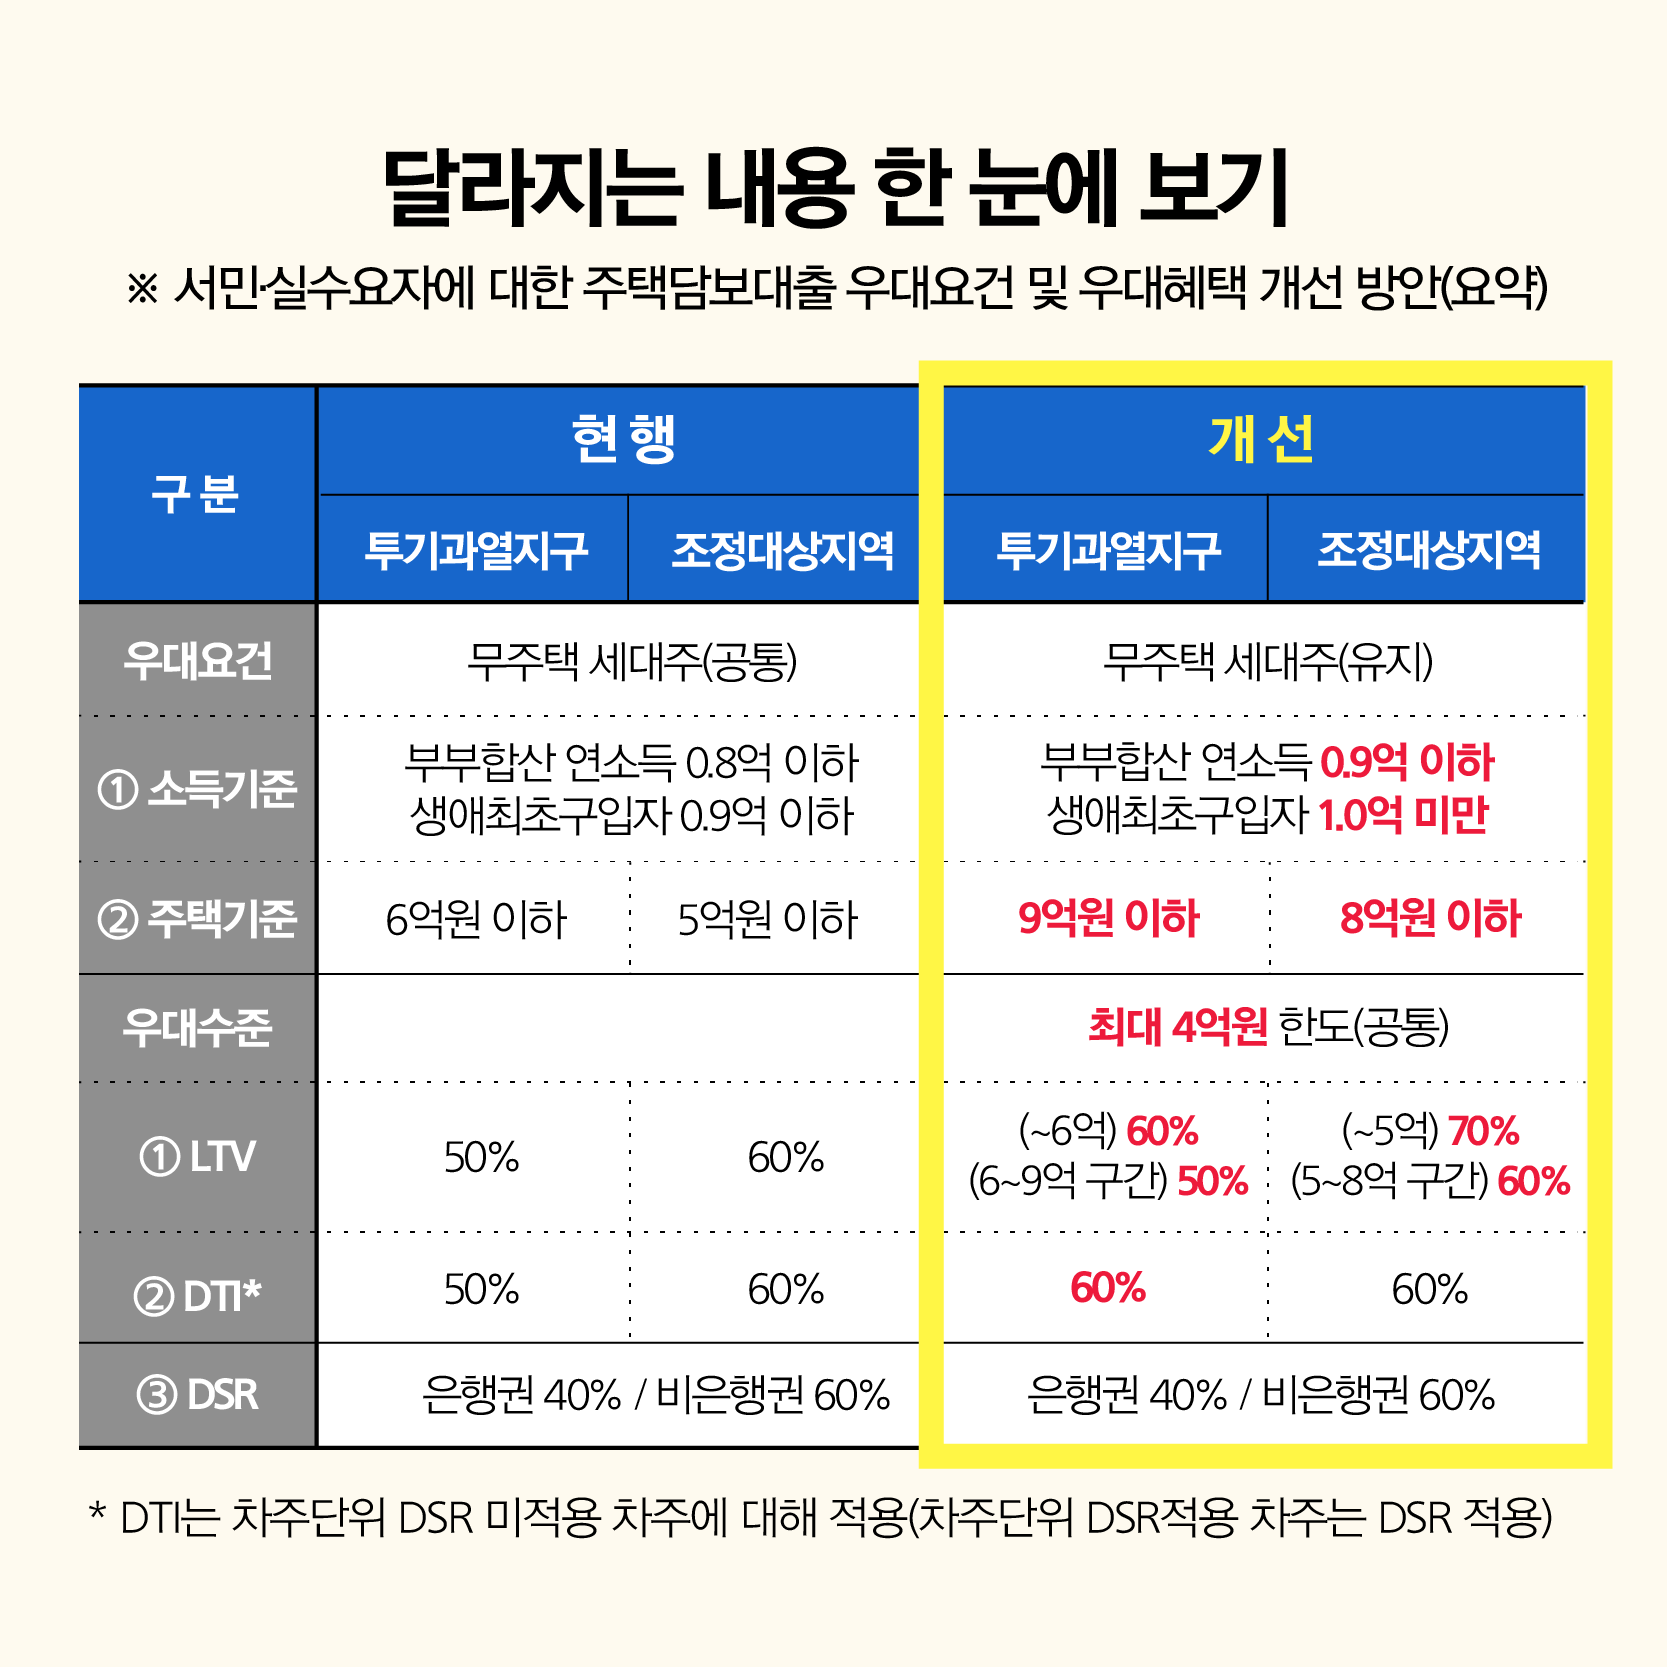 달라지는 내용 한 눈에 보기
※ 서민·실수요자에 대한 주택담보대출 우대요건 및 우대혜택 개선 방안(요약)
구 분
현 행
개 선
투기과열지구
조정대상지역
투기과열지구
조정대상지역
우대요건
무주택 세대주(공통)
무주택 세대주(유지)
① 소득기준
부부합산 연소득 0.8억 이하
생애최초구입자 0.9억 이하
부부합산 연소득 0.9억 이하
생애최초구입자 1.0억 미만
② 주택기준
6억원 이하
5억원 이하
9억원 이하
8억원 이하
우대수준
최대 4억원 한도(공통)
① LTV
50%
60%
(~6억) 60%
(6~9억 구간) 50%
(~5억) 70%
(5~8억 구간) 60%
② DTI*
50%
60%
60%
60%
③ DSR
은행권 40% / 비은행권 60%
은행권 40% / 비은행권 60%
* DTI는 차주단위 DSR 미적용 차주에 대해 적용(차주단위 DSR적용 차주는 DSR 적용)